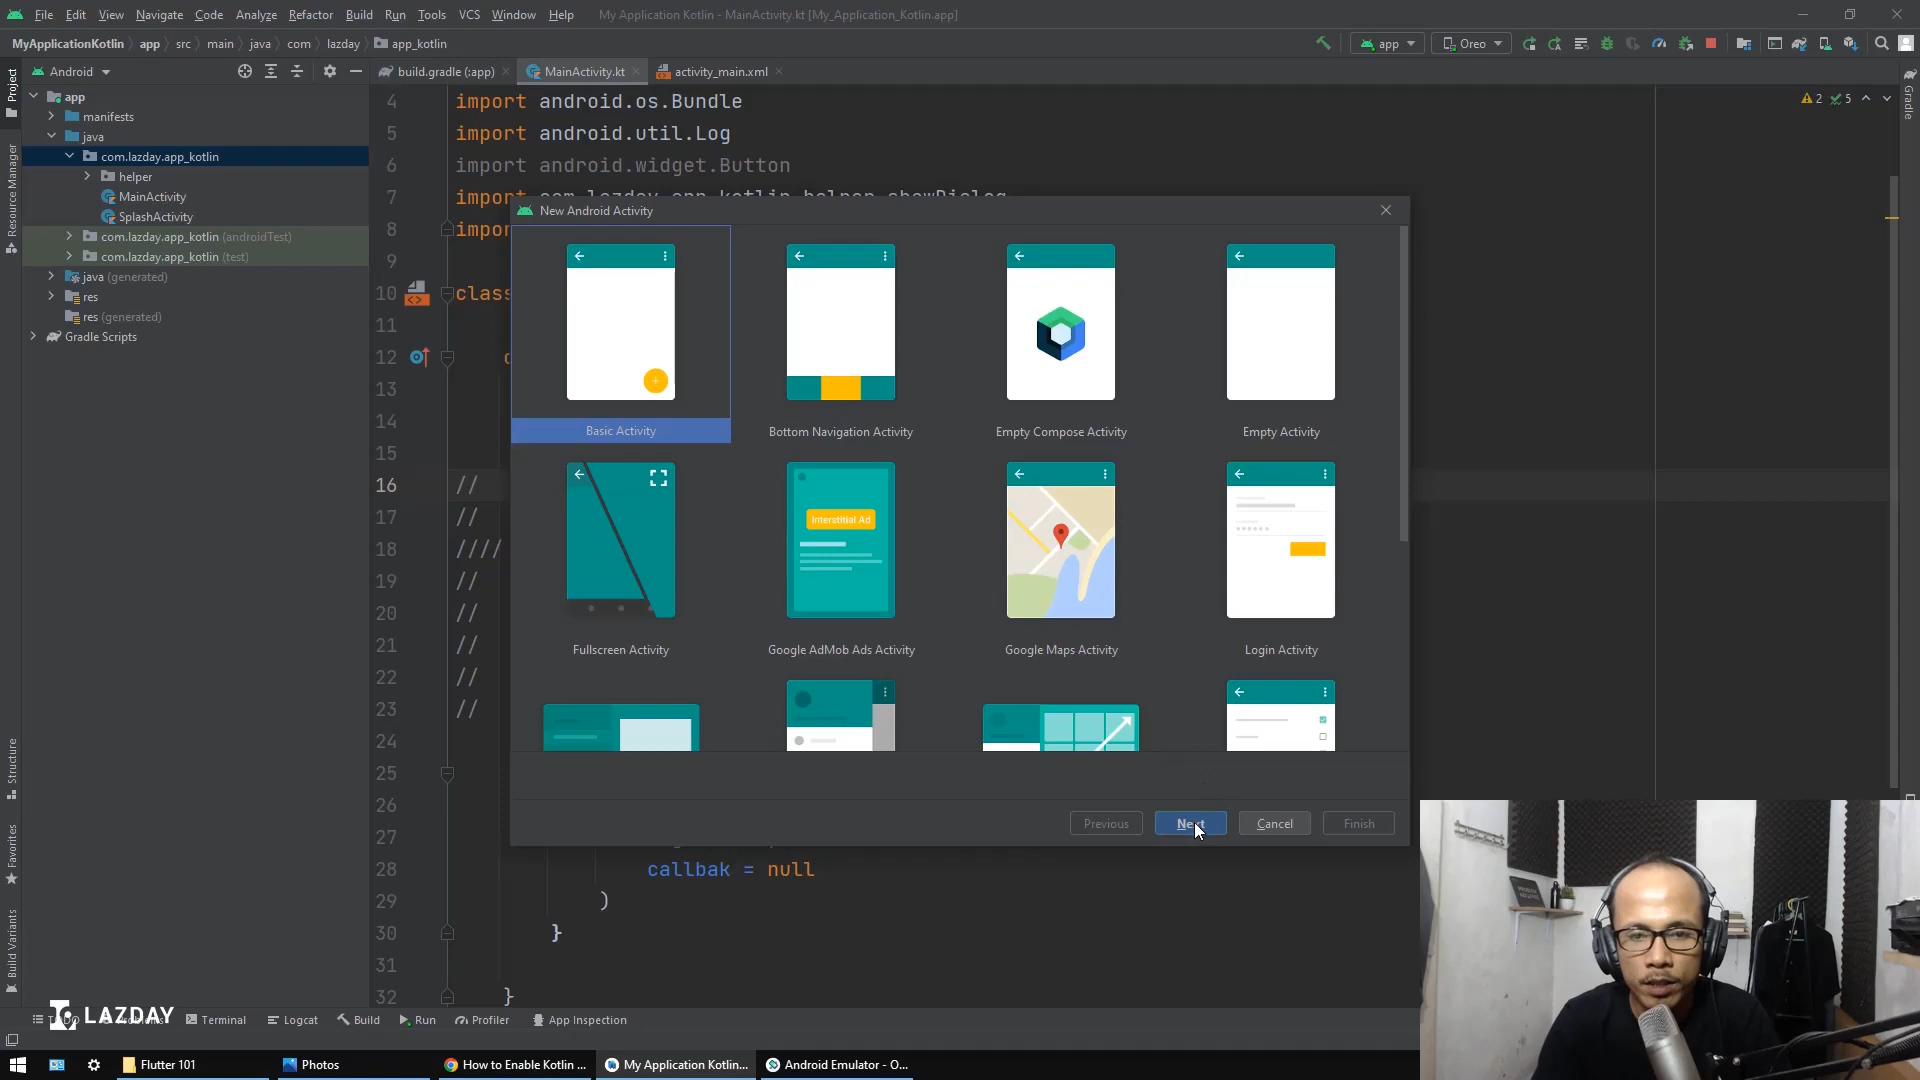 File Edit View Navigate Code Analyze Refactor Build Run Tools VCS Window Help My Application Kotlin - MainActivity.kt [My_Application_Kotlin.app]
MyApplicationKotlin app src main java com lazday app_kotlin
app Oreo
Android
build.gradle (:app) MainActivity.kt activity_main.xml
Project
Resource Manager
Structure
Favorites
Build Variants
Gradle
app
manifests
java
com.lazday.app_kotlin
helper
MainActivity
SplashActivity
com.lazday.app_kotlin (androidTest)
com.lazday.app_kotlin (test)
java (generated)
res
res (generated)
Gradle Scripts
2 5
4 import android.os.Bundle
5 import android.util.Log
6 import android.widget.Button
7 import com.lazday.app_kotlin.helper.showDialog
8 impor
9
10 class
11
12
13
14
15
16 //
17 //
18 ////
19 //
20 //
21 //
22 //
23 //
24
25
26
27
28 callbak = null
29 )
30 }
31
32 }
New Android Activity
Basic Activity
Bottom Navigation Activity
Empty Compose Activity
Empty Activity
Interstitial Ad
Fullscreen Activity
Google AdMob Ads Activity
Google Maps Activity
Login Activity
Previous Next Cancel Finish
LAZDAY
Terminal Logcat Build Run Profiler App Inspection
Flutter 101 Photos How to Enable Kotlin ... My Application Kotlin... Android Emulator - O...